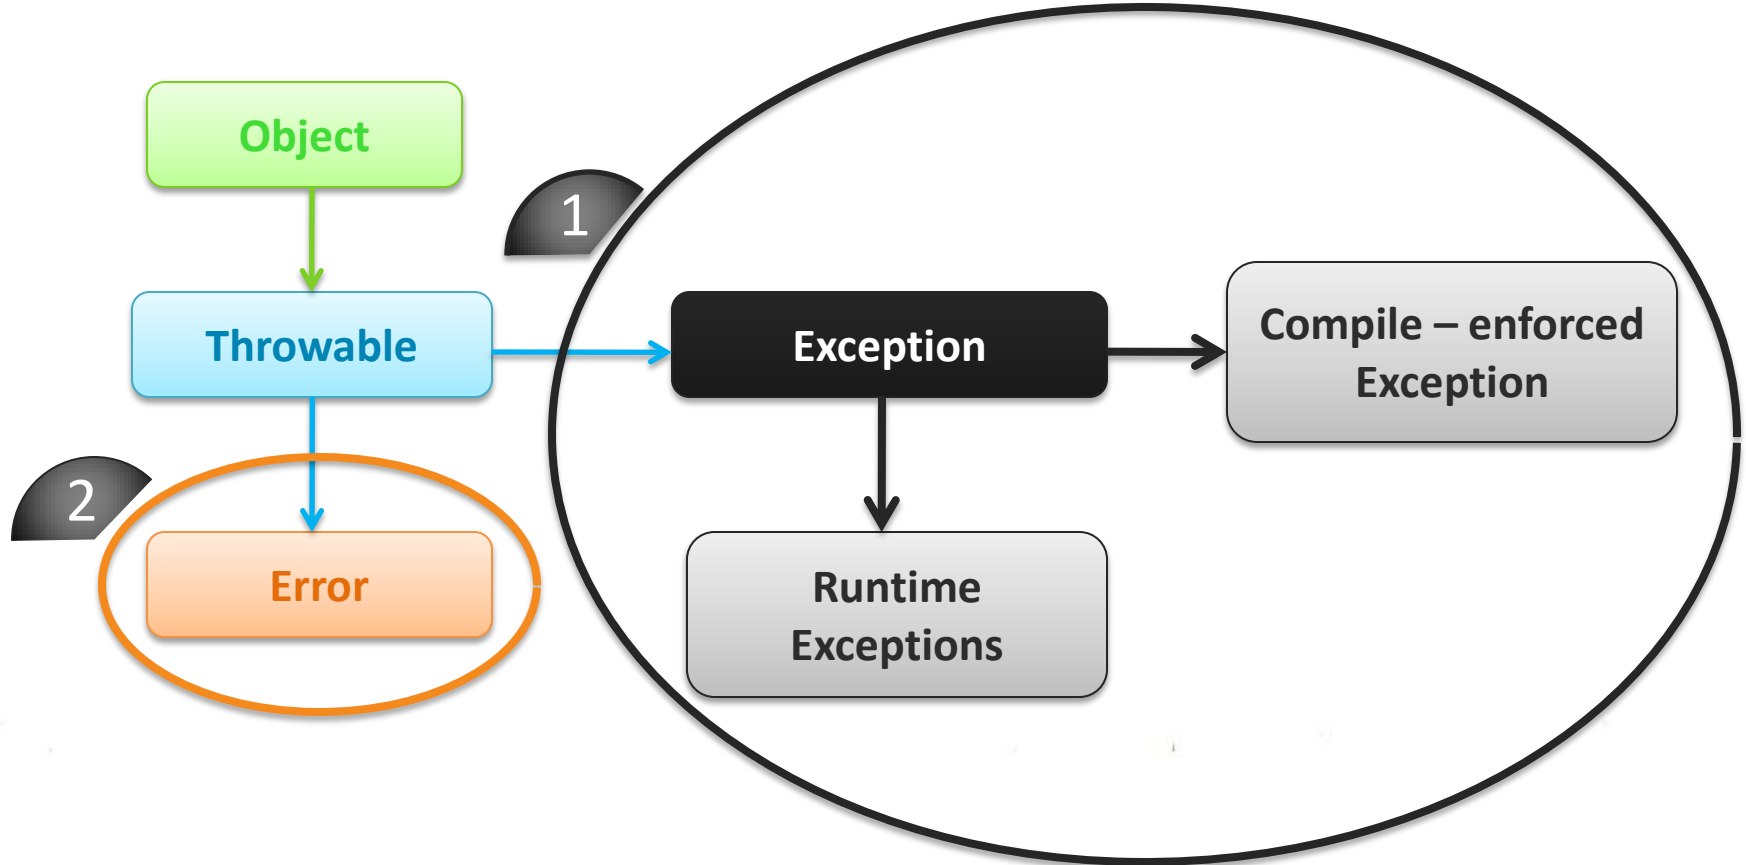 Object
1
Throwable
Exception
Compile – enforced
Exception
2
Error
Runtime
Exceptions